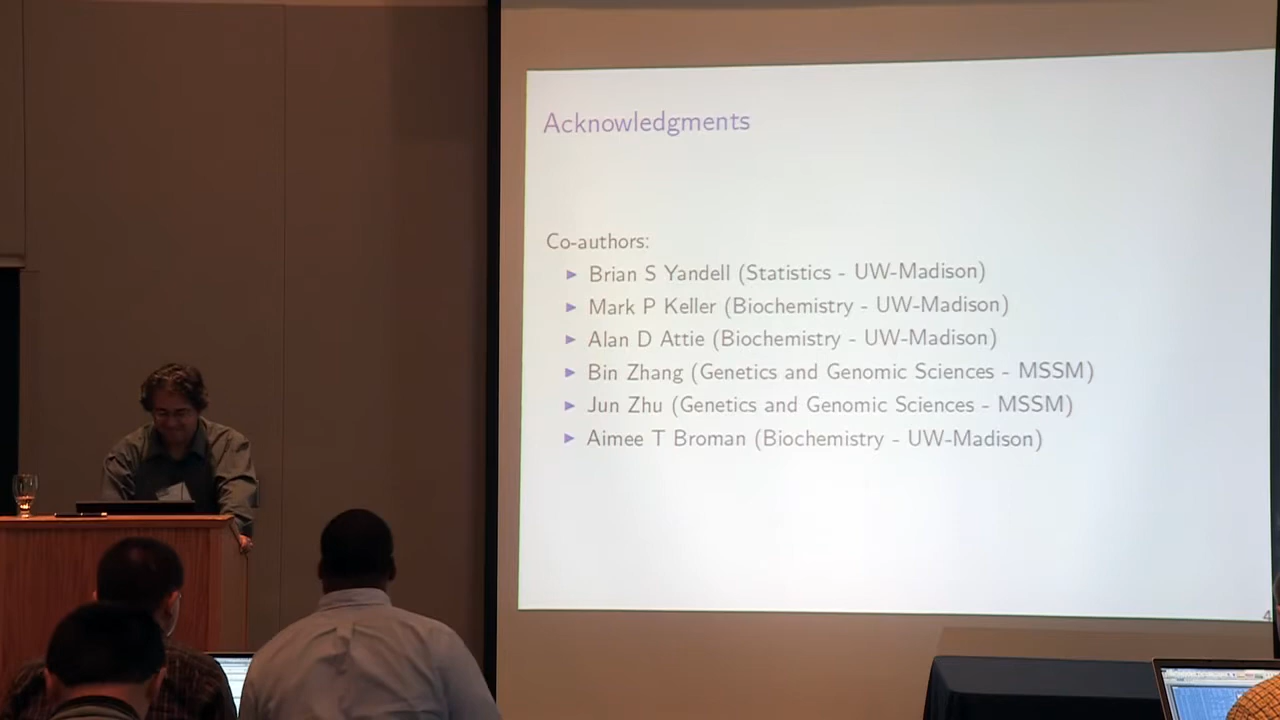 Acknowledgments
Co-authors:
Brian S Yandell (Statistics - UW-Madison)
Mark P Keller (Biochemistry - UW-Madison)
Alan D Attie (Biochemistry - UW-Madison)
Bin Zhang (Genetics and Genomic Sciences - MSSM)
Jun Zhu (Genetics and Genomic Sciences - MSSM)
Aimee T Broman (Biochemistry - UW-Madison)